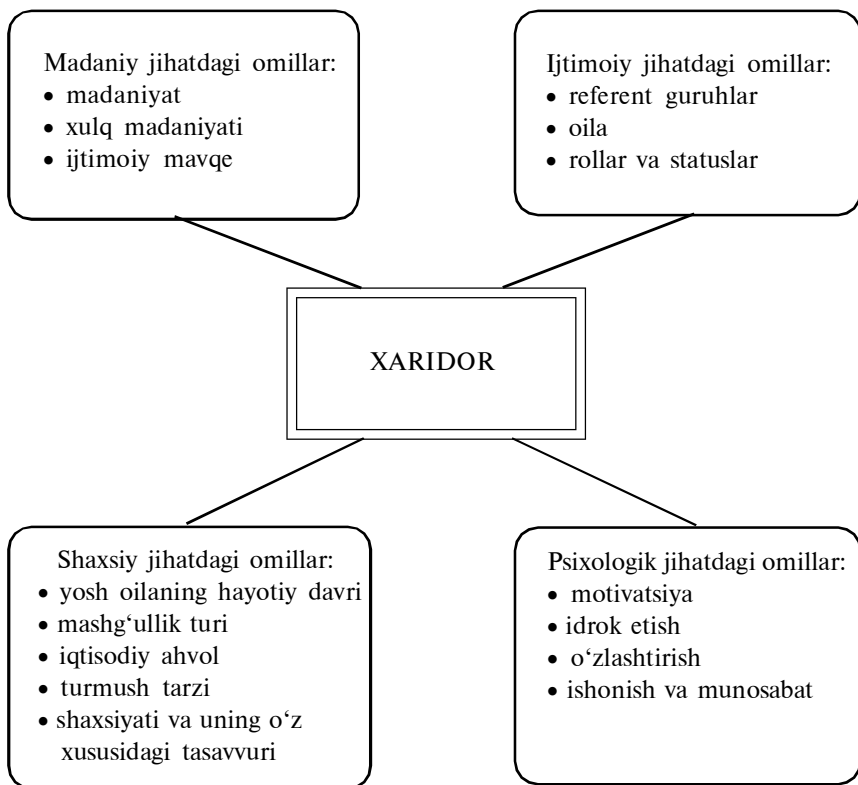 Madaniy jihatdagi omillar:
• madaniyat
• xulq madaniyati
• ijtimoiy mavqe
Ijtimoiy jihatdagi omillar:
• referent guruhlar
• oila
• rollar va statuslar
XARIDOR
Shaxsiy jihatdagi omillar:
• yosh oilaning hayotiy davri
• mashg‘ullik turi
• iqtisodiy ahvol
• turmush tarzi
• shaxsiyati va uning o‘z
xususidagi tasavvuri
Psixologik jihatdagi omillar:
• motivatsiya
• idrok etish
• o‘zlashtirish
• ishonish va munosabat